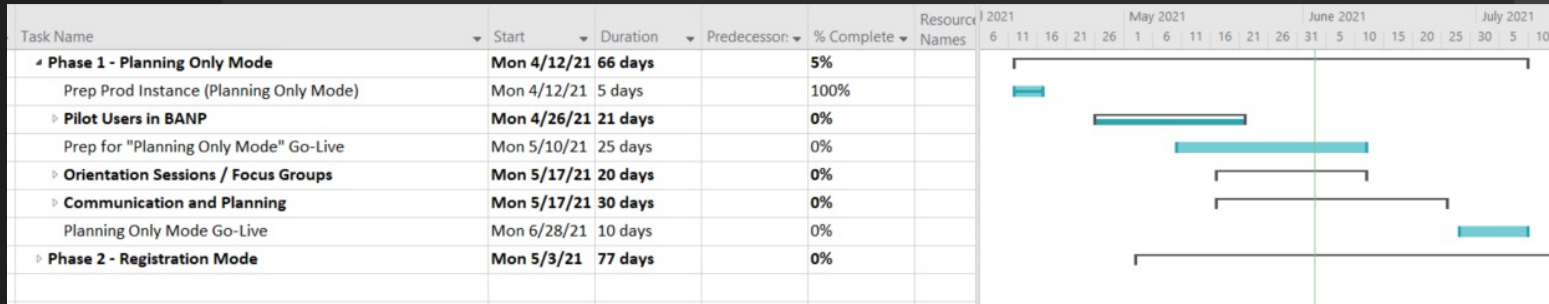 Resource l 2021 May 2021 June 2021 July 2021
Task Name Start Duration Predecessor: % Complete Names 6 11 16 21 26 1 6 11 16 21 26 31 5 10 15 20 25 30 5 10
Phase 1 - Planning Only Mode Mon 4/12/21 66 days 5%
Prep Prod Instance (Planning Only Mode) Mon 4/12/21 5 days 100%
Pilot Users in BANP Mon 4/26/21 21 days 0%
Prep for "Planning Only Mode" Go-Live Mon 5/10/21 25 days 0%
Orientation Sessions / Focus Groups Mon 5/17/21 20 days 0%
Communication and Planning Mon 5/17/21 30 days 0%
Planning Only Mode Go-Live Mon 6/28/21 10 days 0%
Phase 2 - Registration Mode Mon 5/3/21 77 days 0%